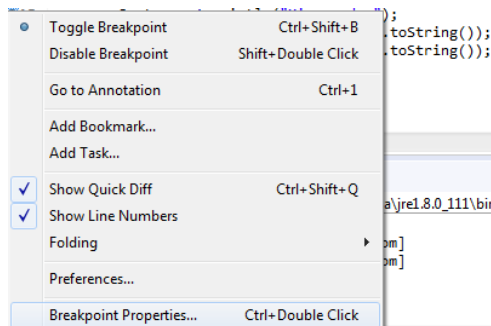 ");
Toggle Breakpoint Ctrl+Shift+B
.toString());
Disable Breakpoint Shift+Double Click
.toString());
Go to Annotation Ctrl+1
Add Bookmark...
Add Task...
Show Quick Diff Ctrl+Shift+Q
Show Line Numbers
a\jre1.8.0_111\bin
Folding
om]
om]
Preferences...
Breakpoint Properties... Ctrl+Double Click